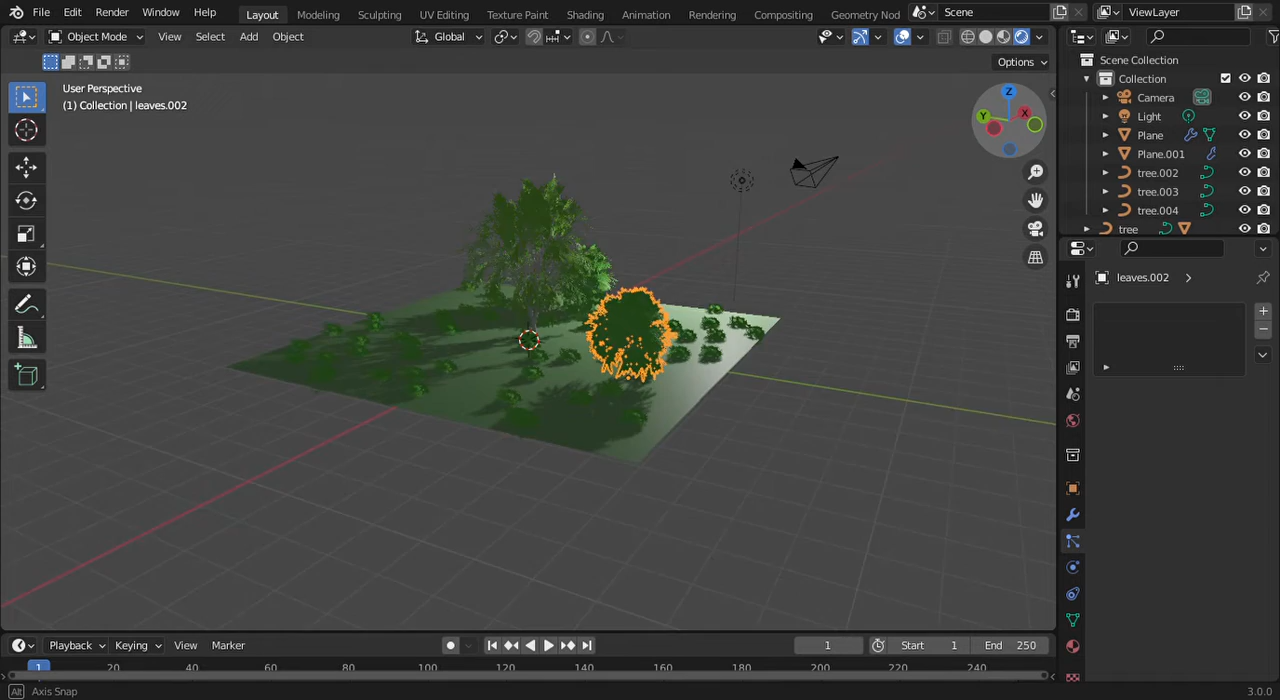 File Edit Render Window Help Layout Modeling Sculpting UV Editing Texture Paint Shading Animation Rendering Compositing Geometry Nod Scene ViewLayer
Object Mode View Select Add Object Global
Options
User Perspective
(1) Collection | leaves.002
Z
Y
X
Scene Collection
Collection
Camera
Light
Plane
Plane.001
tree.002
tree.003
tree.004
tree
leaves.002
Playback Keying View Marker 1 Start 1 End 250
1 20 40 60 80 100 120 140 160 180 200 220 240
Alt Axis Snap 3.0.0